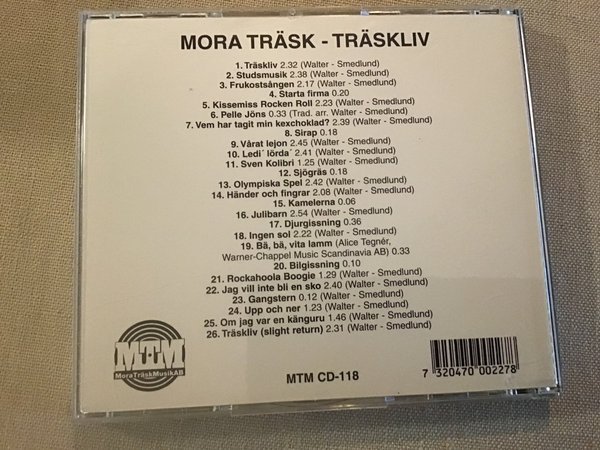 MORA TRÄSK - TRÄSKLIV
1. Träskliv 2.32 (Walter - Smedlund)
2. Studsmusik 2.38 (Walter - Smedlund)
3. Frukostsången 2.17 (Walter - Smedlund)
4. Starta firma 0.20
5. Kissemiss Rocken Roll 2.23 (Walter - Smedlund)
6. Pelle Jöns 0.33 (Trad. arr. Walter - Smedlund)
7. Vem har tagit min kexchoklad? 2.39 (Walter - Smedlund)
8. Sirap 0.18
9. Vårat lejon 2.45 (Walter - Smedlund)
10. Ledi´ lörda´ 2.41 (Walter - Smedlund)
11. Sven Kolibri 1.25 (Walter - Smedlund)
12. Sjögräs 0.18
13. Olympiska Spel 2.42 (Walter - Smedlund)
14. Händer och fingrar 2.08 (Walter - Smedlund)
15. Kamelerna 0.06
16. Julibarn 2.54 (Walter - Smedlund)
17. Djurgissning 0.36
18. Ingen sol 2.22 (Walter - Smedlund)
19. Bä, bä, vita lamm (Alice Tegnér,
Warner-Chappel Music Scandinavia AB) 0.33
20. Bilgissning 0.10
21. Rockahoola Boogie 1.29 (Walter - Smedlund)
22. Jag vill inte bli en sko 2.40 (Walter - Smedlund)
23. Gangstern 0.12 (Walter - Smedlund)
24. Upp och ner 1.23 (Walter - Smedlund)
25. Om jag var en känguru 1.46 (Walter - Smedlund)
26. Träskliv (slight return) 2.31 (Walter - Smedlund)
MTM
MoraTräskMusikAB
MTM CD-118
7 320470 002278